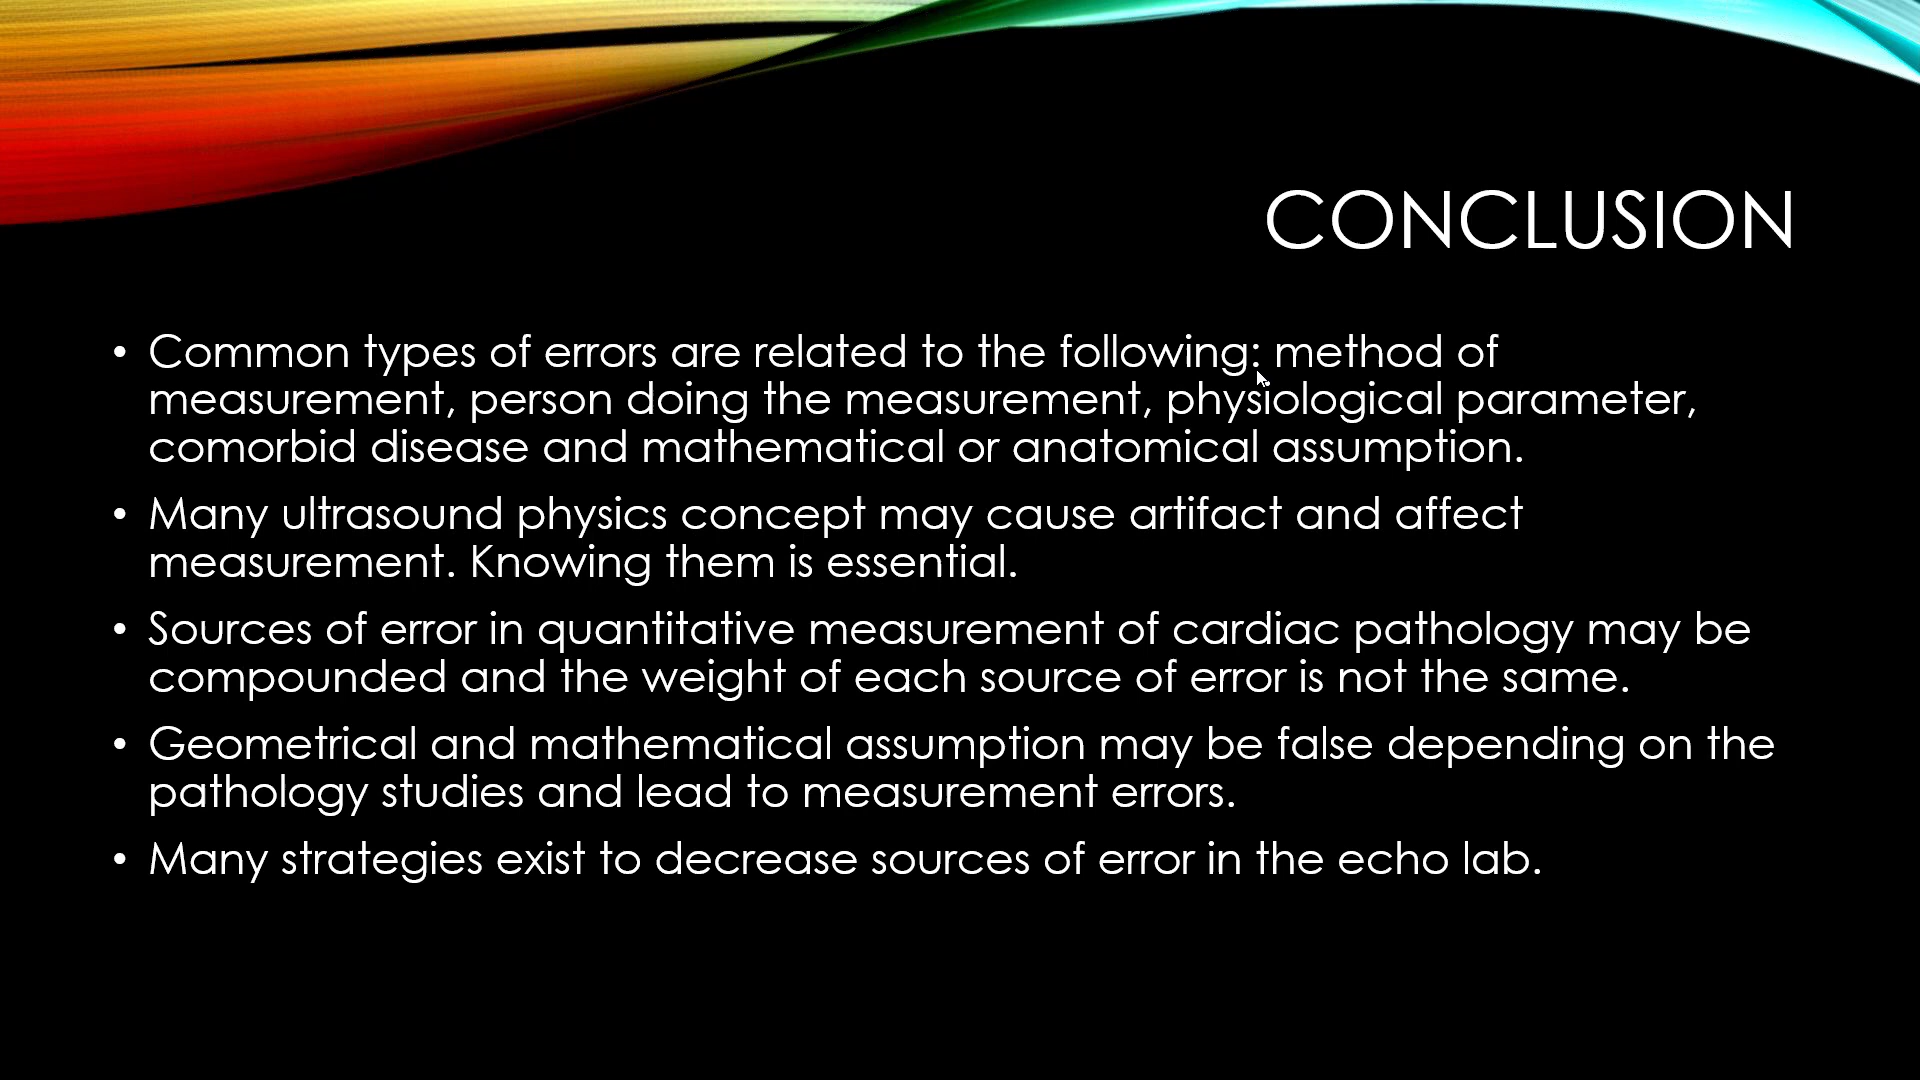 CONCLUSION
• Common types of errors are related to the following: method of
measurement, person doing the measurement, physiological parameter,
comorbid disease and mathematical or anatomical assumption.
• Many ultrasound physics concept may cause artifact and affect
measurement. Knowing them is essential.
• Sources of error in quantitative measurement of cardiac pathology may be
compounded and the weight of each source of error is not the same.
• Geometrical and mathematical assumption may be false depending on the
pathology studies and lead to measurement errors.
• Many strategies exist to decrease sources of error in the echo lab.